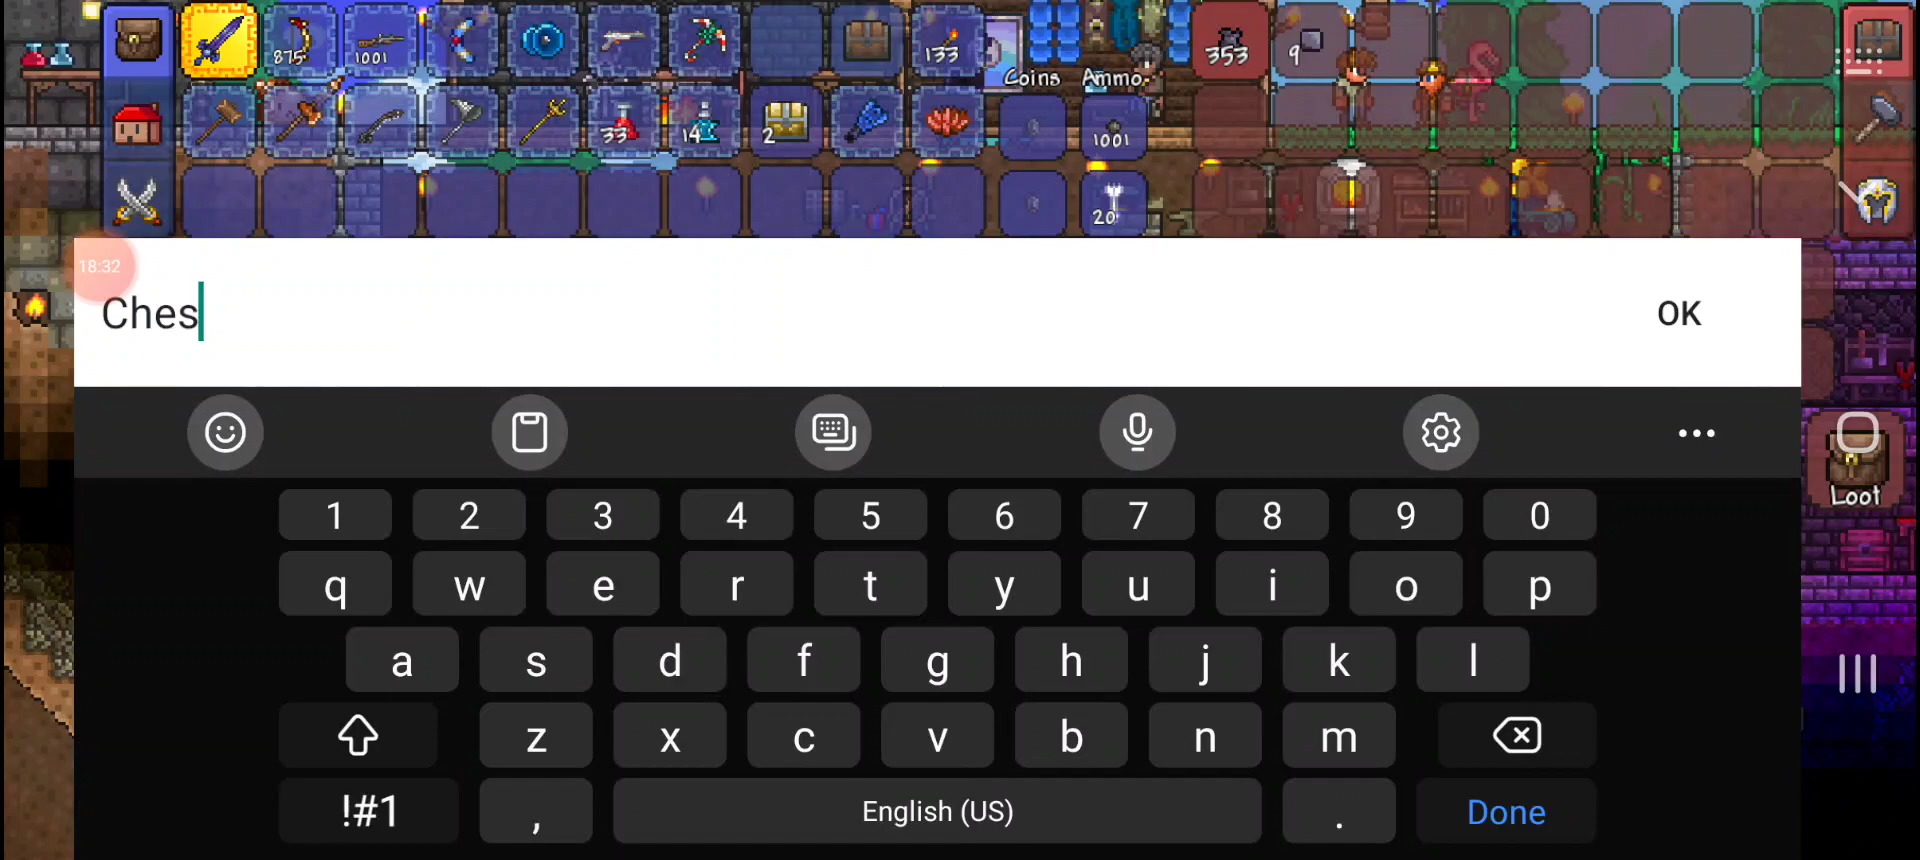 875
1001
133
Coins
Ammo
353
9
33
14
2
1001
20
18:32
Ches
OK
Loot
1 2 3 4 5 6 7 8 9 0
q w e r t y u i o p
a s d f g h j k l
z x c v b n m
!#1 , English (US) . Done